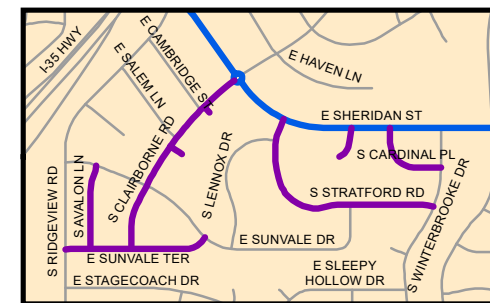 I-35 HWY
E CAMBRIDGE ST
E SALEM LN
E HAVEN LN
E SHERIDAN ST
S CLAIRBORNE RD
S LENNOX DR
S CARDINAL PL
S AVALON LN
S RIDGEVIEW RD
S STRATFORD RD
S WINTERBROOKE DR
E SUNVALE DR
E SUNVALE TER
E STAGECOACH DR
E SLEEPY
HOLLOW DR